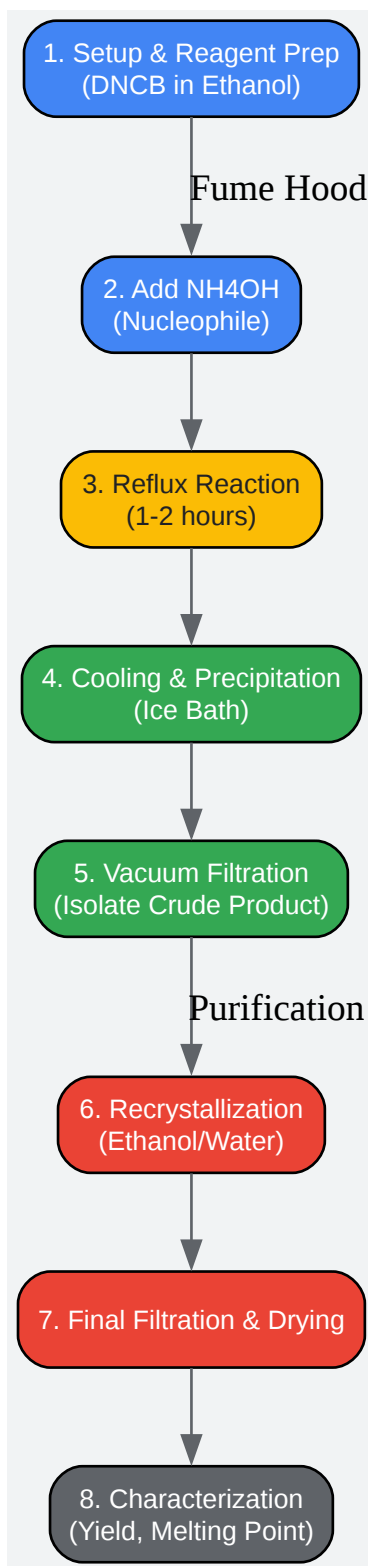 1. Setup & Reagent Prep
(DNCB in Ethanol)
Fume Hood
2. Add NH4OH
(Nucleophile)
3. Reflux Reaction
(1-2 hours)
4. Cooling & Precipitation
(Ice Bath)
5. Vacuum Filtration
(Isolate Crude Product)
Purification
6. Recrystallization
(Ethanol/Water)
7. Final Filtration & Drying
8. Characterization
(Yield, Melting Point)